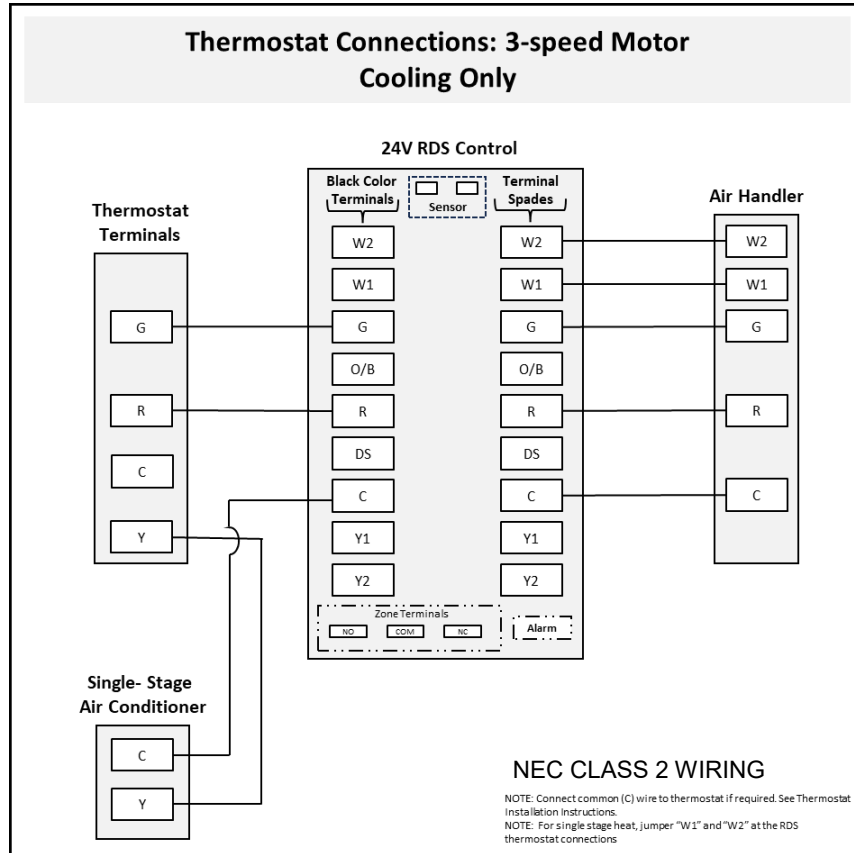 Thermostat Connections: 3-speed Motor
Cooling Only
24V RDS Control
Black Color
Terminals
Sensor
Terminal
Spades
Thermostat
Terminals
G
R
C
Y
W2
W1
G
O/B
R
DS
C
Y1
Y2
W2
W1
G
O/B
R
DS
C
Y1
Y2
Zone Terminals
NO
COM
NC
Alarm
Air Handler
W2
W1
G
R
C
Single- Stage
Air Conditioner
C
Y
NEC CLASS 2 WIRING
NOTE: Connect common (C) wire to thermostat if required. See Thermostat
Installation Instructions.
NOTE: For single stage heat, jumper "W1" and "W2" at the RDS
thermostat connections